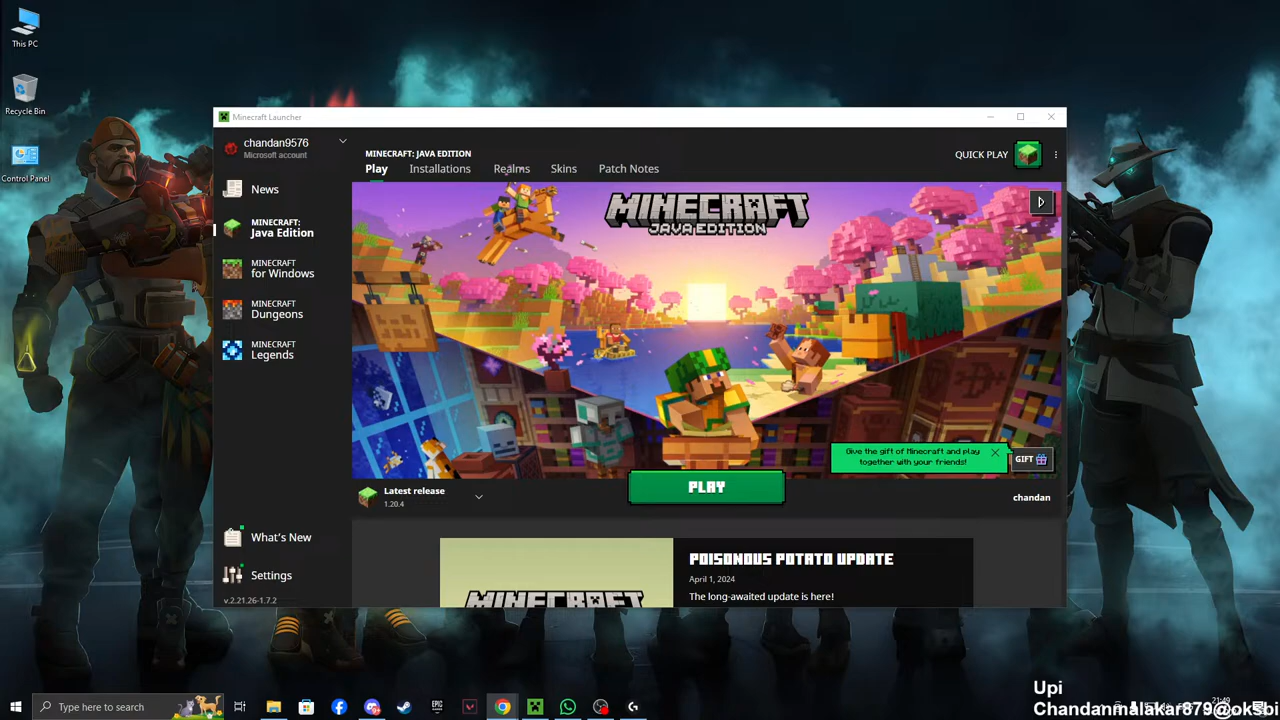 This PC
Recycle Bin
Control Panel
Minecraft Launcher
chandan9576
Microsoft account
News
MINECRAFT:
Java Edition
MINECRAFT
for Windows
MINECRAFT
Dungeons
MINECRAFT
Legends
What's New
Settings
v.2.21.26-1.7.2
MINECRAFT: JAVA EDITION
QUICK PLAY
Play Installations Realms Skins Patch Notes
MINECRAFT
JAVA EDITION
Give the gift of Minecraft and play
together with your friends!
GIFT
Latest release
1.20.4
PLAY
chandan
MINECRAFT
POISONOUS POTATO UPDATE
April 1, 2024
The long-awaited update is here!
Upi
Chandanmalakar879@oksbi
Type here to search
EPIC